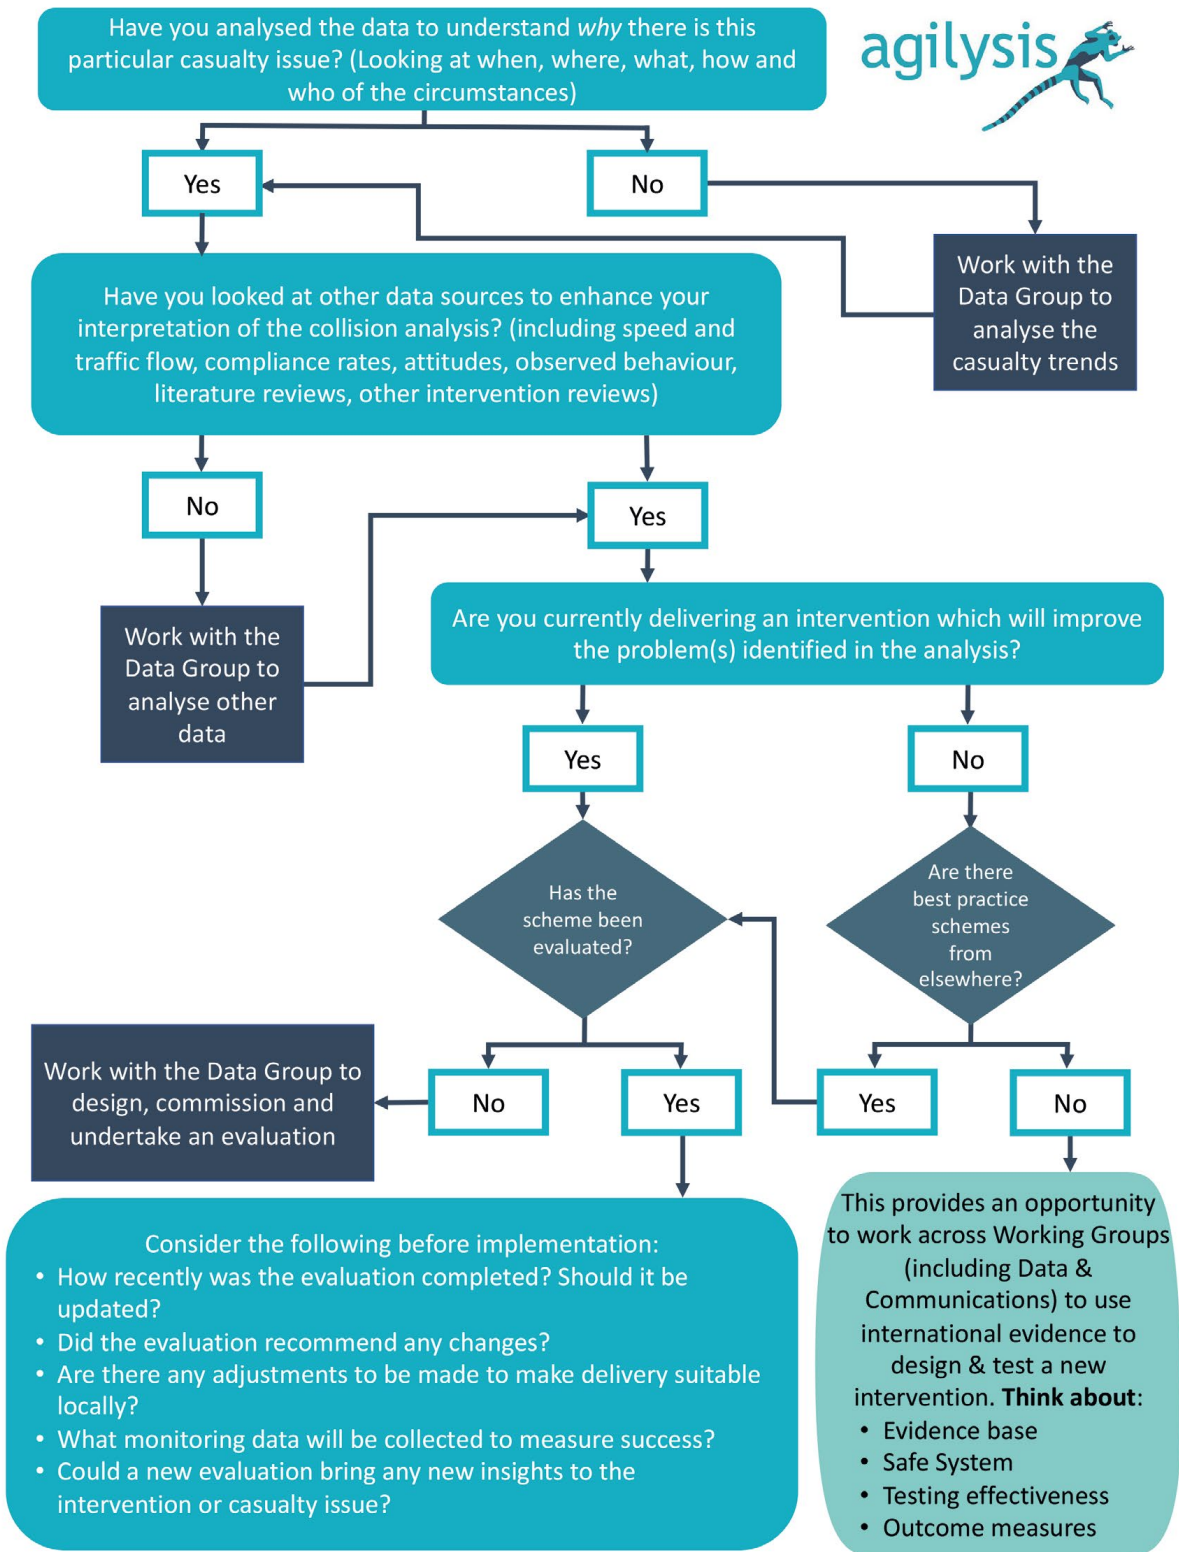 Have you analysed the data to understand why there is this
particular casualty issue? (Looking at when, where, what, how and
who of the circumstances)
agilysis
Yes
No
Work with the
Data Group to
analyse the
casualty trends
Have you looked at other data sources to enhance your
interpretation of the collision analysis? (including speed and
traffic flow, compliance rates, attitudes, observed behaviour,
literature reviews, other intervention reviews)
No
Yes
Work with the
Data Group to
analyse other
data
Are you currently delivering an intervention which will improve
the problem(s) identified in the analysis?
Yes
No
Has the
scheme been
evaluated?
Are there
best practice
schemes
from
elsewhere?
Work with the Data Group to
design, commission and
undertake an evaluation
No
Yes
Yes
No
Consider the following before implementation:
• How recently was the evaluation completed? Should it be
updated?
• Did the evaluation recommend any changes?
• Are there any adjustments to be made to make delivery suitable
locally?
• What monitoring data will be collected to measure success?
• Could a new evaluation bring any new insights to the
intervention or casualty issue?
This provides an opportunity
to work across Working Groups
(including Data &
Communications) to use
international evidence to
design & test a new
intervention. Think about:
• Evidence base
• Safe System
• Testing effectiveness
• Outcome measures